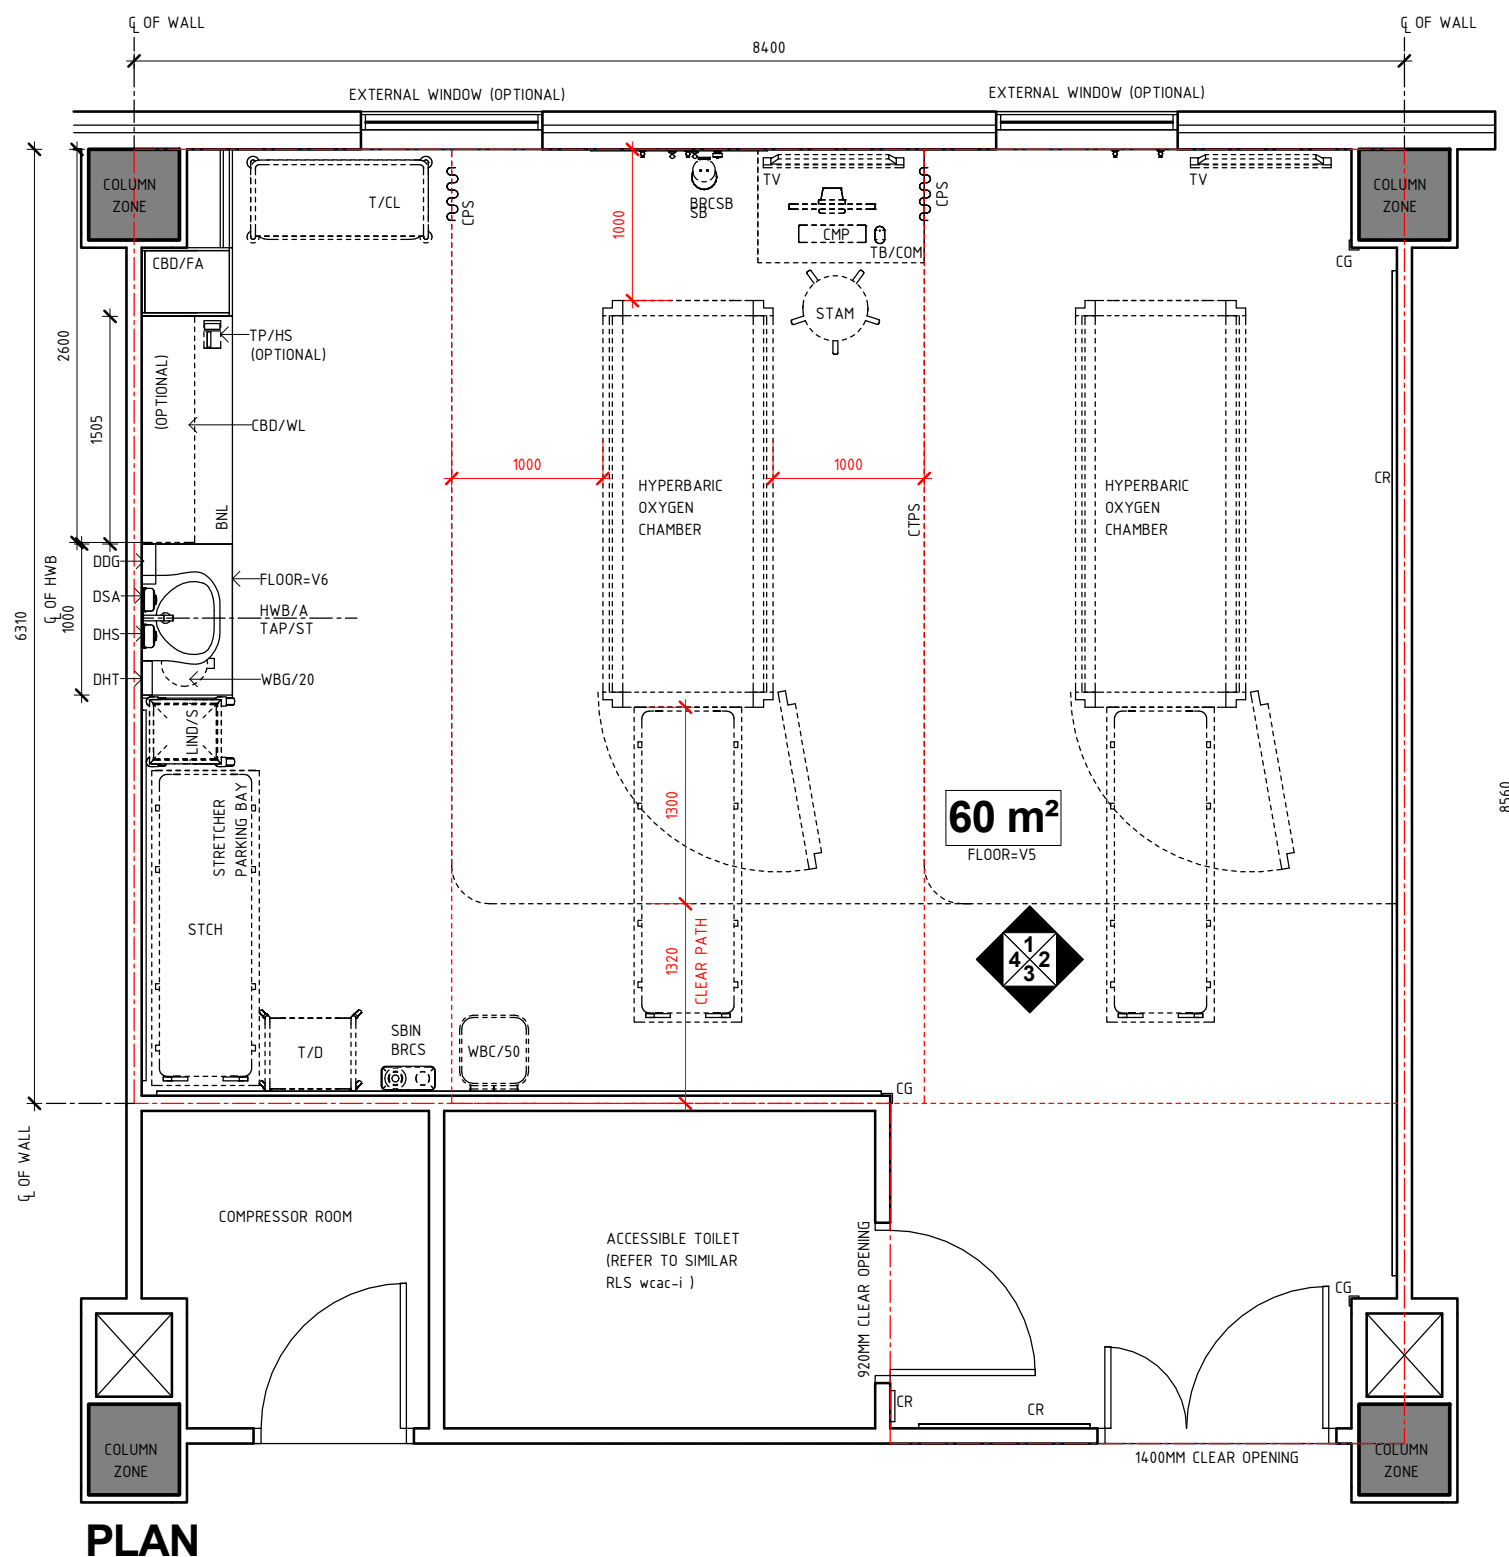 ℄ OF WALL
℄ OF WALL
8400
EXTERNAL WINDOW (OPTIONAL)
EXTERNAL WINDOW (OPTIONAL)
COLUMN
ZONE
T/CL
CPS
1000
BRCSB
SB
TV
CMP
TB/COM
CPS
TV
COLUMN
ZONE
CG
CBD/FA
STAM
TP/HS
(OPTIONAL)
(OPTIONAL)
2600
1505
CBD/WL
BNL
1000
1000
HYPERBARIC
OXYGEN
CHAMBER
CTPS
HYPERBARIC
OXYGEN
CHAMBER
CR
DDG
FLOOR=V6
DSA
HWB/A
TAP/ST
DHS
DHT
WBG/20
℄ OF HWB
1000
6310
LIND/S
STRETCHER
PARKING BAY
STCH
1300
1320
CLEAR PATH
60 m²
FLOOR=V5
8560
1
4 2
3
T/D
SBIN
BRCS
WBC/50
CG
℄ OF WALL
COMPRESSOR ROOM
ACCESSIBLE TOILET
(REFER TO SIMILAR
RLS wcac-i )
920MM CLEAR OPENING
CG
CR
CR
COLUMN
ZONE
1400MM CLEAR OPENING
COLUMN
ZONE
PLAN